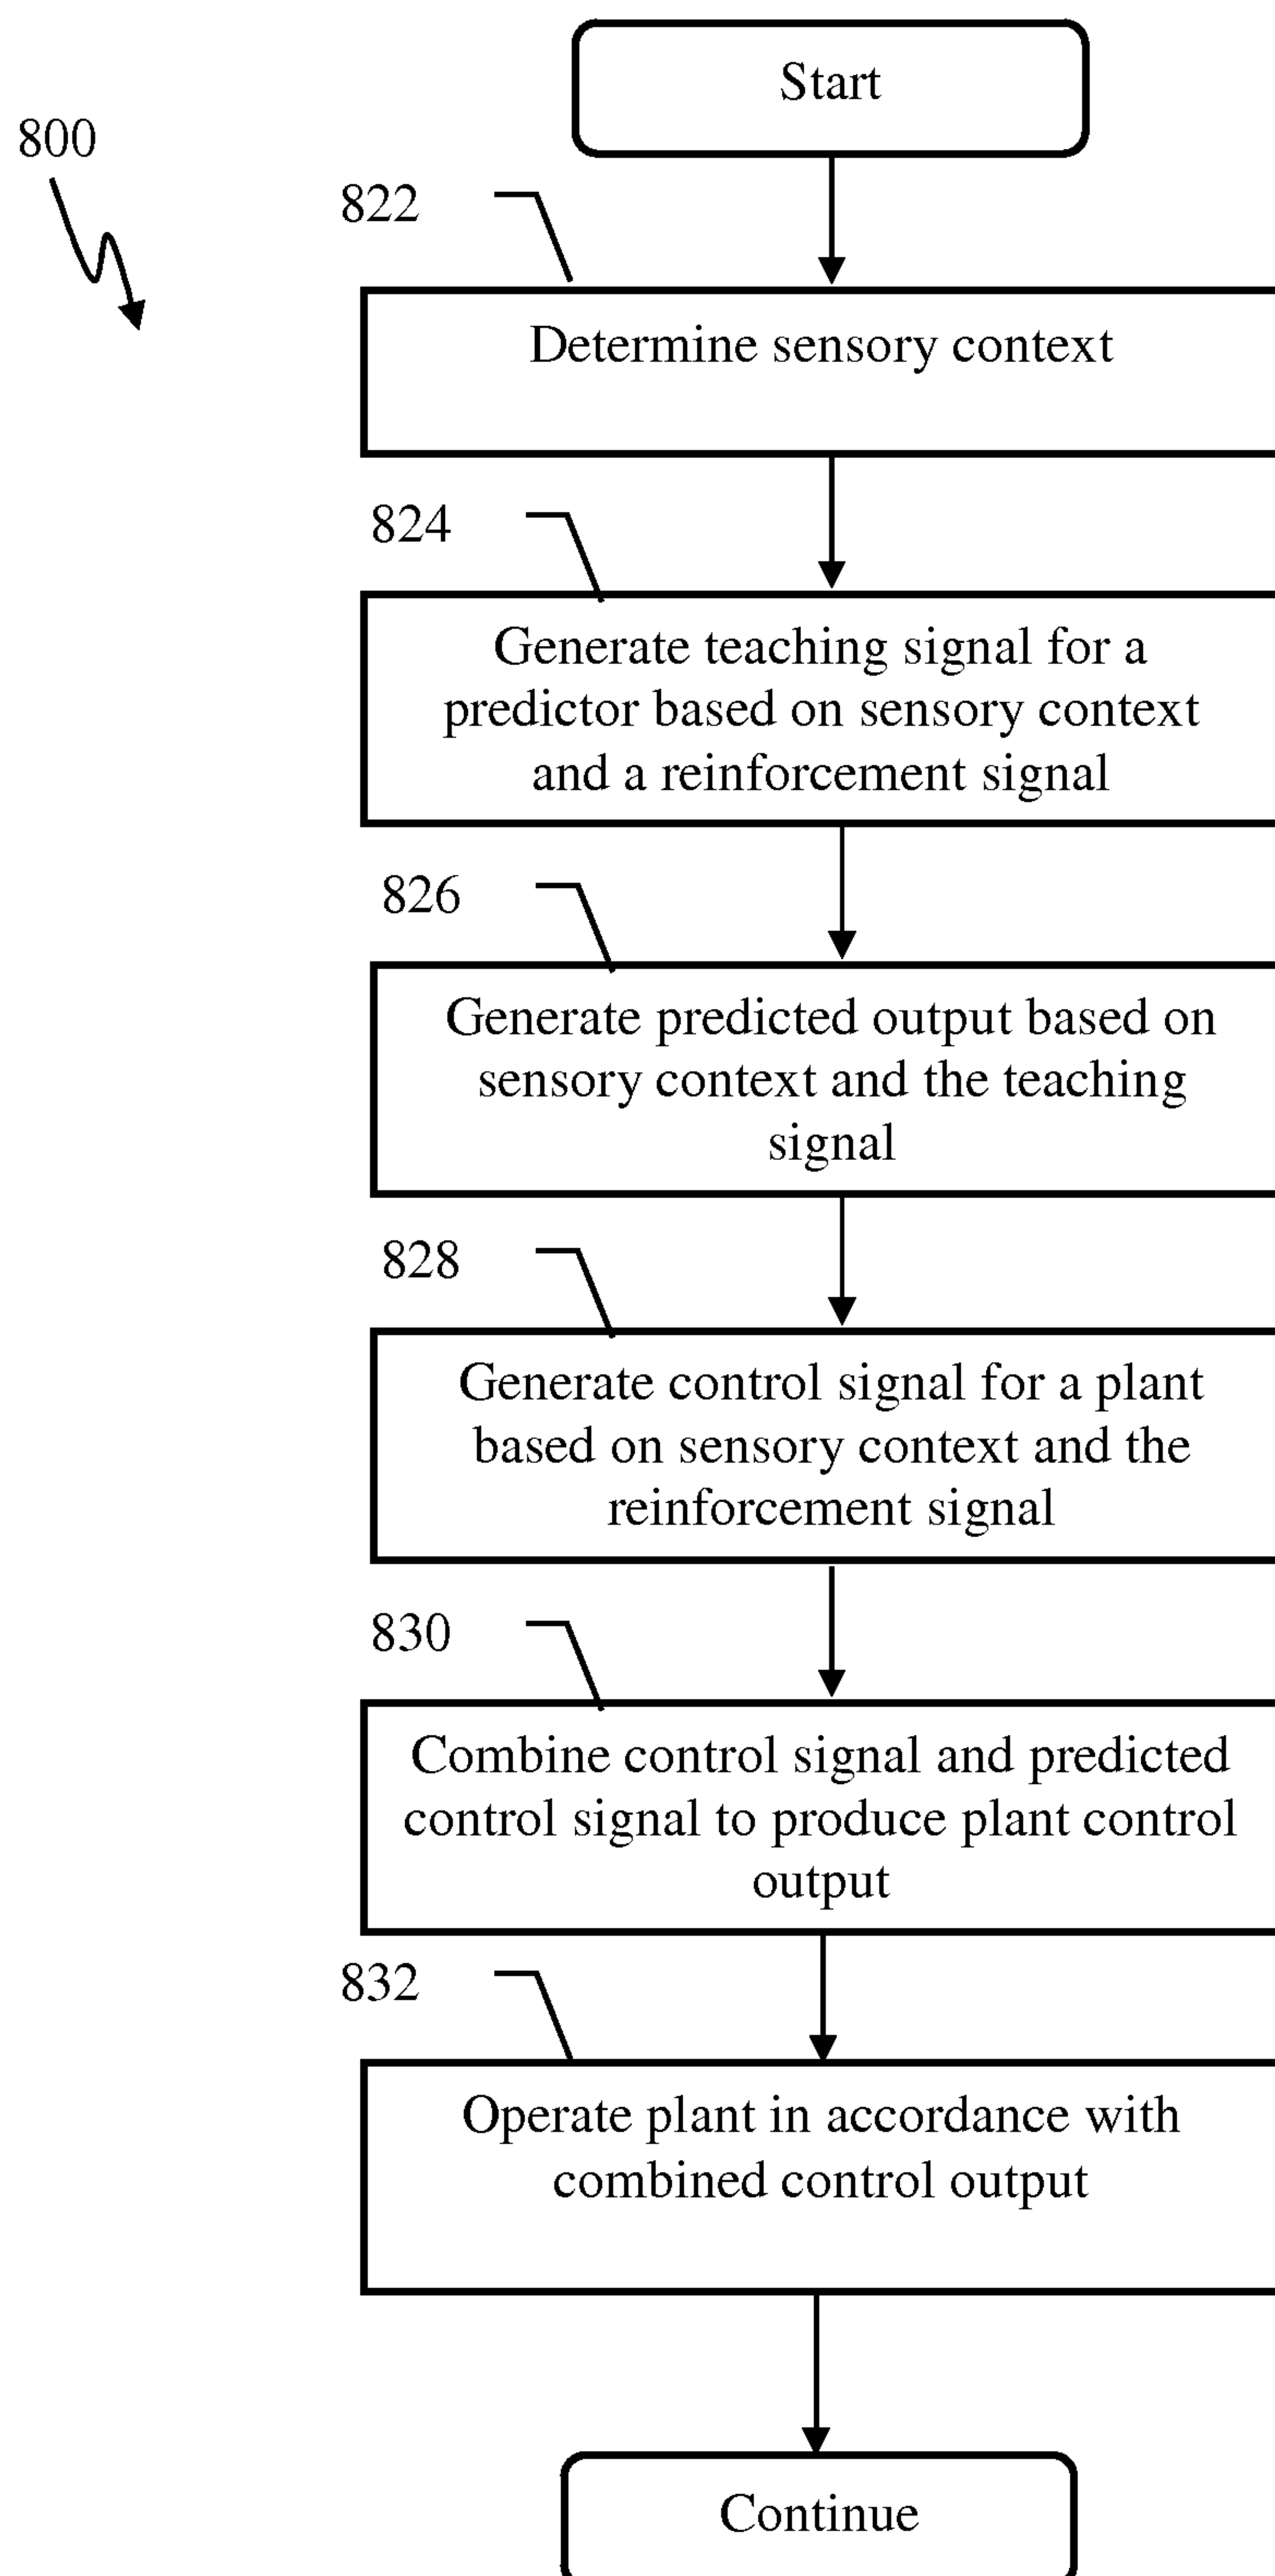 Start
800
822
Determine sensory context
824
Generate teaching signal for a
predictor based on sensory context
and a reinforcement signal
826
Generate predicted output based on
sensory context and the teaching
signal
828
Generate control signal for a plant
based on sensory context and the
reinforcement signal
830
Combine control signal and predicted
control signal to produce plant control
output
832
Operate plant in accordance with
combined control output
Continue